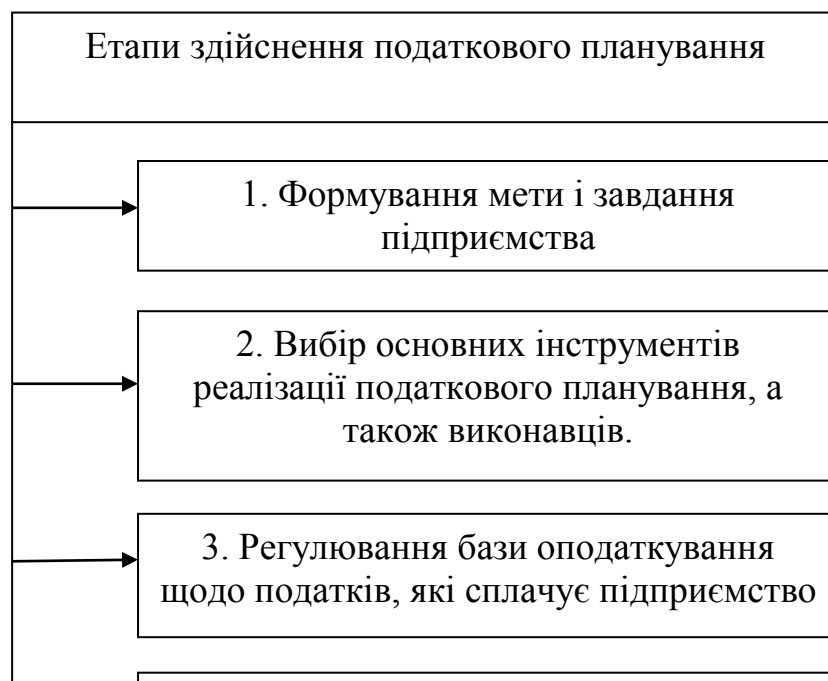 Етапи здійснення податкового планування
1. Формування мети і завдання
підприємства
2. Вибір основних інструментів
реалізації податкового планування, а
також виконавців.
3. Регулювання бази оподаткування
щодо податків, які сплачує підприємство